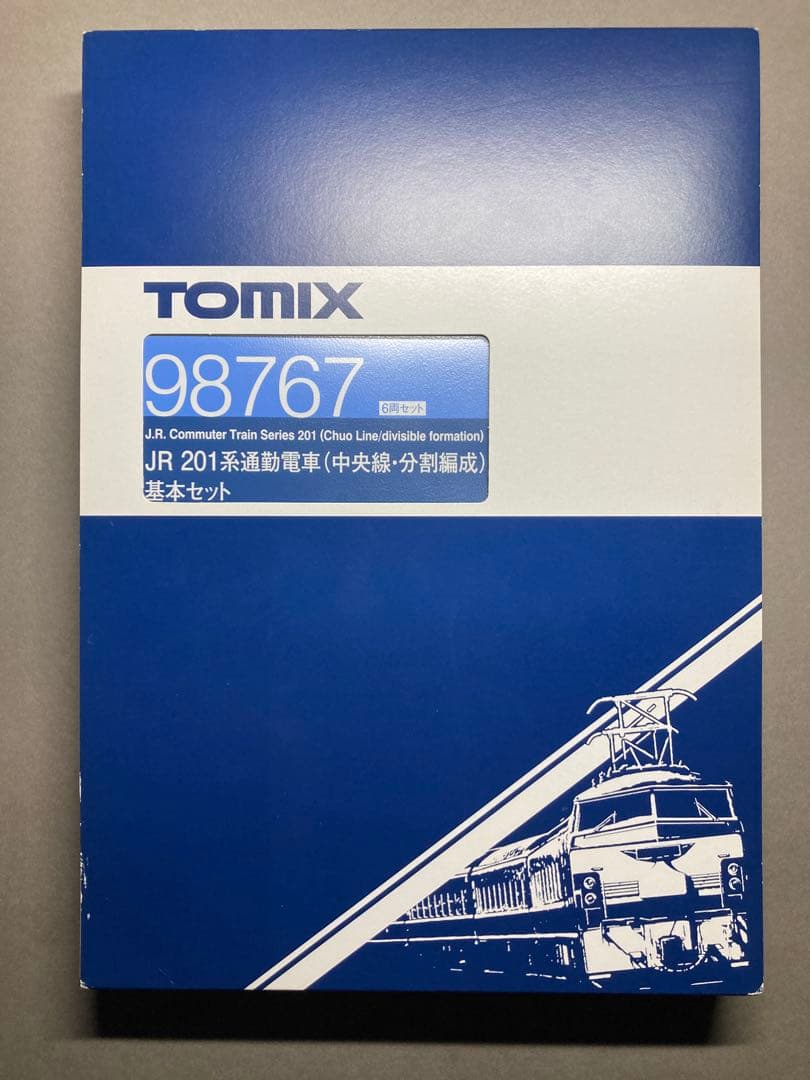 TOMIX
98767
6両セット
J.R. Commuter Train Series 201 (Chuo Line/divisible formation)
JR 201系通勤電車(中央線・分割編成)
基本セット